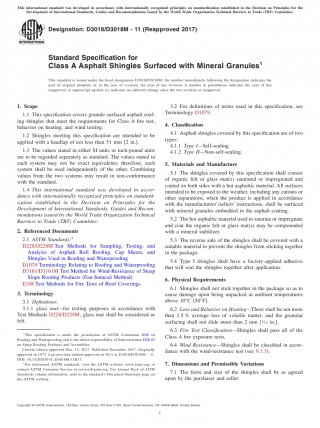 This international standard was developed in accordance with internationally recognized principles on standardization established in the Decision on Principles for the
Development of International Standards, Guides and Recommendations issued by the World Trade Organization Technical Barriers to Trade (TBT) Committee.
Designation: D3018/D3018M − 11 (Reapproved 2017)
INTERNATIONAL
Standard Specification for
Class A Asphalt Shingles Surfaced with Mineral Granules1
This standard is issued under the fixed designation D3018/D3018M; the number immediately following the designation indicates the
year of original adoption or, in the case of revision, the year of last revision. A number in parentheses indicates the year of last
reapproval. A superscript epsilon (ε) indicates an editorial change since the last revision or reapproval.
1. Scope
1.1 This specification covers granule-surfaced asphalt roofing
shingles that meet the requirements for Class A fire test,
behavior on heating, and wind testing.
1.2 Shingles meeting this specification are intended to be
applied with a headlap of not less than 51 mm [2 in.].
1.3 The values stated in either SI units or inch-pound units
are to be regarded separately as standard. The values stated in
each system may not be exact equivalents; therefore, each
system shall be used independently of the other. Combining
values from the two systems may result in non-conformance
with the standard.
1.4 This international standard was developed in accordance
with internationally recognized principles on standardization
established in the Decision on Principles for the
Development of International Standards, Guides and Recommendations
issued by the World Trade Organization Technical
Barriers to Trade (TBT) Committee.
2. Referenced Documents
2.1 ASTM Standards:2
D228/D228M Test Methods for Sampling, Testing, and
Analysis of Asphalt Roll Roofing, Cap Sheets, and
Shingles Used in Roofing and Waterproofing
D1079 Terminology Relating to Roofing and Waterproofing
D3161/D3161M Test Method for Wind-Resistance of Steep
Slope Roofing Products (Fan-Induced Method)
E108 Test Methods for Fire Tests of Roof Coverings
3. Terminology
3.1 Definitions:
3.1.1 glass mat—for testing purposes in accordance with
Test Methods D228/D228M, glass mat shall be considered as
felt.
1 This specification is under the jurisdiction of ASTM Committee D08 on
Roofing and Waterproofing and is the direct responsibility of Subcommittee D08.02
on Steep Roofing Products and Assemblies.
Current edition approved Dec. 15, 2017. Published December 2017. Originally
approved in 1972. Last previous edition approved in 2011 as D3018/D3018M – 11.
DOI: 10.1520/D3018_D3018M-11R17.
2 For referenced ASTM standards, visit the ASTM website, www.astm.org, or
contact ASTM Customer Service at service@astm.org. For Annual Book of ASTM
Standards volume information, refer to the standard's Document Summary page on
the ASTM website.
3.2 For definitions of terms used in this specification, see
Terminology D1079.
4. Classification
4.1 Asphalt shingles covered by this specification are of two
types:
4.1.1 Type I—Self-sealing,
4.1.2 Type II—Non-self-sealing.
5. Materials and Manufacture
5.1 The shingles covered by this specification shall consist
of organic felt or glass mat(s) saturated or impregnated and
coated on both sides with a hot asphaltic material. All surfaces
intended to be exposed to the weather, including any cutouts or
other separations, when the product is applied in accordance
with the manufacturers' /sellers' instructions, shall be surfaced
with mineral granules embedded in the asphalt coating.
5.2 The hot asphaltic material used to saturate or impregnate
and coat the organic felt or glass mat(s) may be compounded
with a mineral stabilizer.
5.3 The reverse side of the shingles shall be covered with a
suitable material to prevent the shingles from sticking together
in the package.
5.4 Type I shingles shall have a factory-applied adhesive
that will seal the shingles together after application.
6. Physical Requirements
6.1 Shingles shall not stick together in the package so as to
cause damage upon being unpacked at ambient temperatures
above 10°C [50°F].
6.2 Loss and Behavior on Heating—There shall be not more
than 1.5 % average loss of volatile matter, and the granular
surfacing shall not slide more than 2 mm [1⁄16 in.].
6.3 Fire Test Classification—Shingles shall pass all of the
Class A fire exposure tests.
6.4 Wind Resistance—Shingles shall be classified in accordance
with the wind-resistance test (see 9.1.3).
7. Dimensions and Permissible Variations
7.1 The form and size of the shingles shall be as agreed
upon by the purchaser and seller.
Copyright © ASTM International, 100 Barr Harbor Drive, PO Box C700, West Conshohocken, PA 19428-2959. United States
1